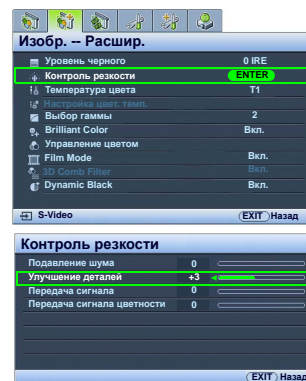 Изобр. -- Расшир.
Уровень черного 0 IRE
Контроль резкости ENTER
Температура цвета T1
Настройка цвет. темп.
Выбор гаммы 2
Brilliant Color Вкл.
Управление цветом
Film Mode Вкл.
3D Comb Filter Вкл.
Dynamic Black Вкл.
S-Video EXIT Назад
Контроль резкости
Подавление шума 0
Улучшение деталей +3
Передача сигнала 0
Передача сигнала цветности 0
EXIT Назад